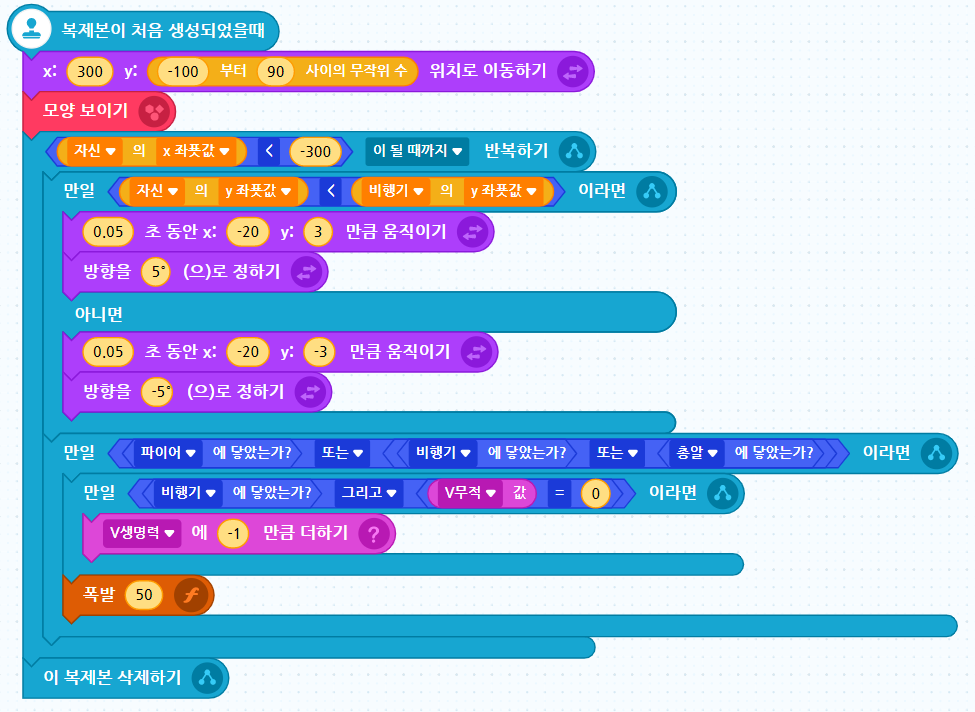 복제본이 처음 생성되었을때
x: 300 y: -100 부터 90 사이의 무작위 수 위치로 이동하기
모양 보이기
자신 의 x 좌푯값 < -300 이 될 때까지 반복하기
만일 자신 의 y 좌푯값 < 비행기 의 y 좌푯값 이라면
0.05 초 동안 x: -20 y: 3 만큼 움직이기
방향을 5° (으)로 정하기
아니면
0.05 초 동안 x: -20 y: -3 만큼 움직이기
방향을 -5° (으)로 정하기
만일 파이어 에 닿았는가? 또는 비행기 에 닿았는가? 또는 총알 에 닿았는가? 이라면
만일 비행기 에 닿았는가? 그리고 V무적 값 = 0 이라면
V생명력 에 -1 만큼 더하기 ?
폭발 50 f
이 복제본 삭제하기